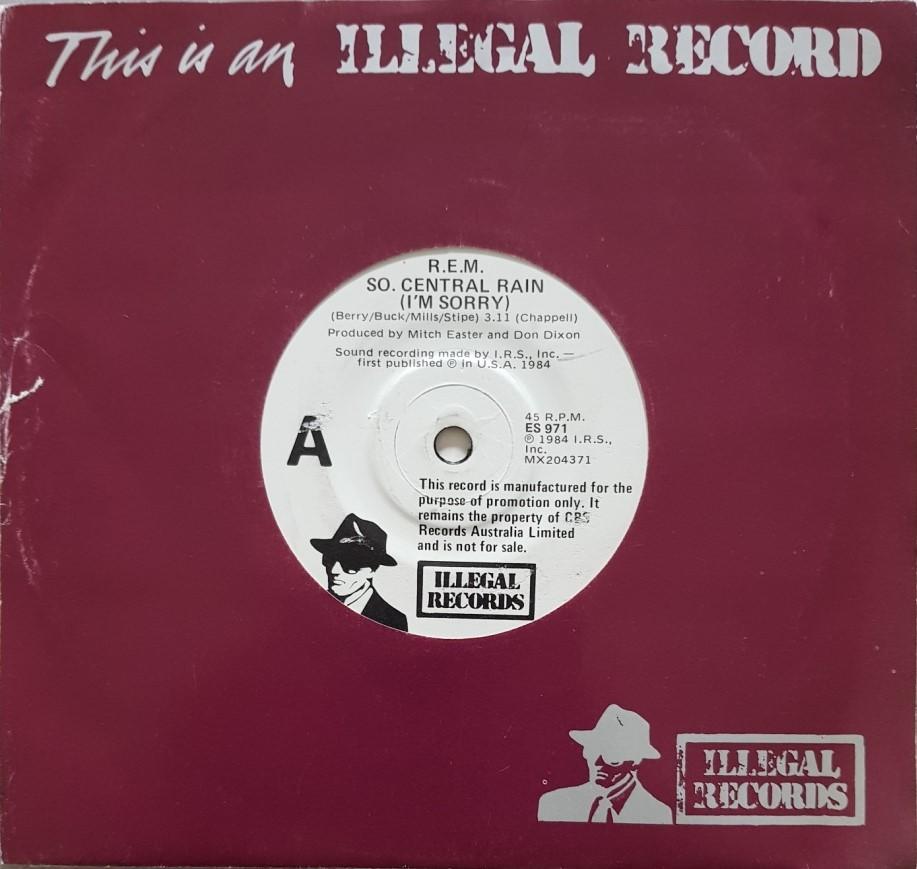 This is an ILLEGAL RECORD
R.E.M.
SO. CENTRAL RAIN
(I'M SORRY)
(Berry/Buck/Mills/Stipe) 3.11 (Chappell)
Produced by Mitch Easter and Don Dixon
Sound recording made by I.R.S., Inc. —
first published ℗ in U.S.A. 1984
A
45 R.P.M.
ES 971
℗ 1984 I.R.S.,
Inc.
MX204371
This record is manufactured for the
purpose of promotion only. It
remains the property of CBS
Records Australia Limited
and is not for sale.
ILLEGAL
RECORDS
ILLEGAL
RECORDS